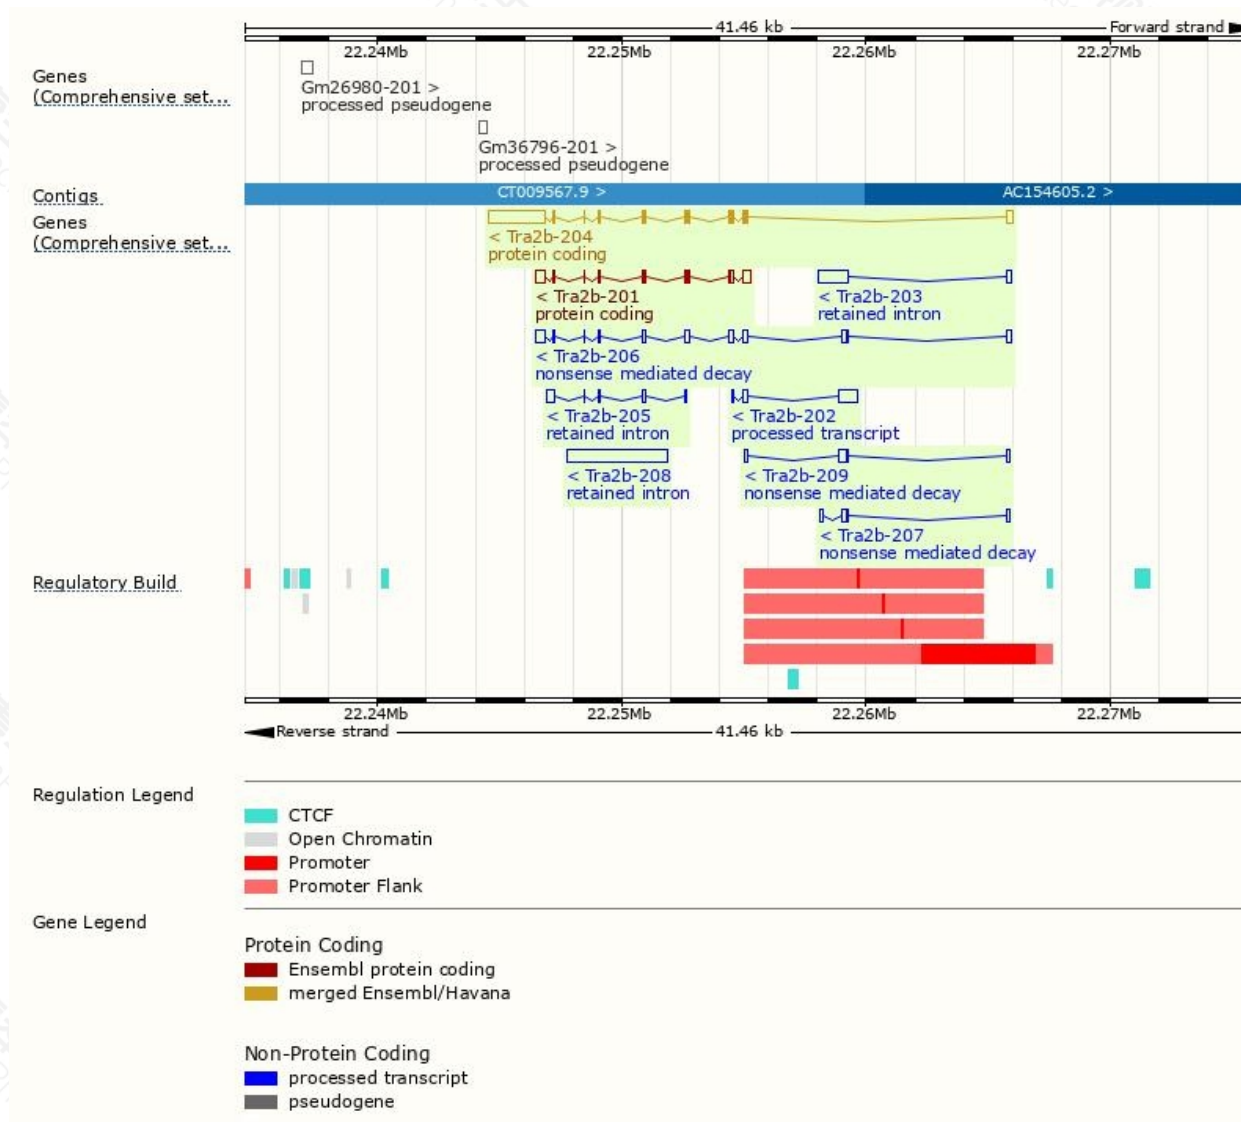 41.46 kb
Forward strand
22.24Mb 22.25Mb 22.26Mb 22.27Mb
Genes
(Comprehensive set...
Gm26980-201 >
processed pseudogene
Gm36796-201 >
processed pseudogene
Contigs
CT009567.9 >
AC154605.2 >
Genes
(Comprehensive set...
< Tra2b-204
protein coding
< Tra2b-201
protein coding
< Tra2b-203
retained intron
< Tra2b-206
nonsense mediated decay
< Tra2b-205
retained intron
< Tra2b-202
processed transcript
< Tra2b-208
retained intron
< Tra2b-209
nonsense mediated decay
< Tra2b-207
nonsense mediated decay
Regulatory Build
22.24Mb 22.25Mb 22.26Mb 22.27Mb
Reverse strand
41.46 kb
Regulation Legend
CTCF
Open Chromatin
Promoter
Promoter Flank
Gene Legend
Protein Coding
Ensembl protein coding
merged Ensembl/Havana
Non-Protein Coding
processed transcript
pseudogene